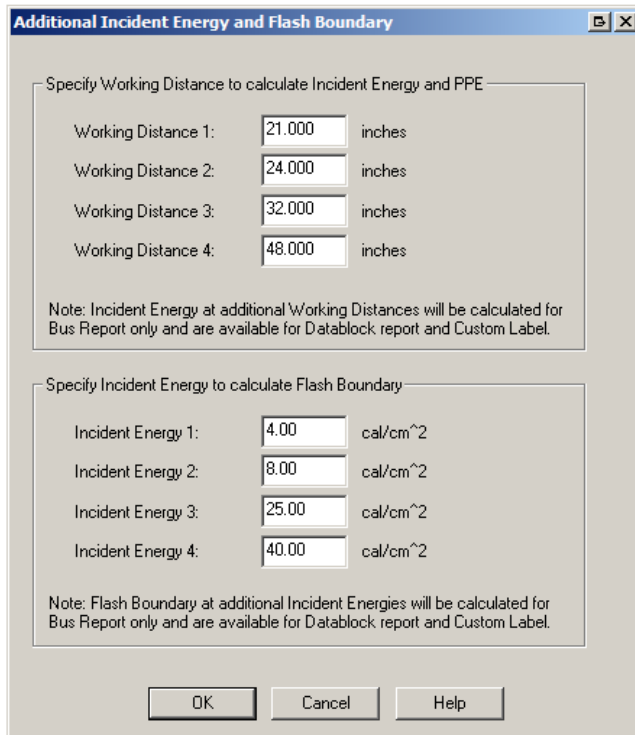 Additional Incident Energy and Flash Boundary
Specify Working Distance to calculate Incident Energy and PPE
Working Distance 1: 21.000 inches
Working Distance 2: 24.000 inches
Working Distance 3: 32.000 inches
Working Distance 4: 48.000 inches
Note: Incident Energy at additional Working Distances will be calculated for
Bus Report only and are available for Datablock report and Custom Label.
Specify Incident Energy to calculate Flash Boundary
Incident Energy 1: 4.00 cal/cm^2
Incident Energy 2: 8.00 cal/cm^2
Incident Energy 3: 25.00 cal/cm^2
Incident Energy 4: 40.00 cal/cm^2
Note: Flash Boundary at additional Incident Energies will be calculated for
Bus Report only and are available for Datablock report and Custom Label.
OK Cancel Help